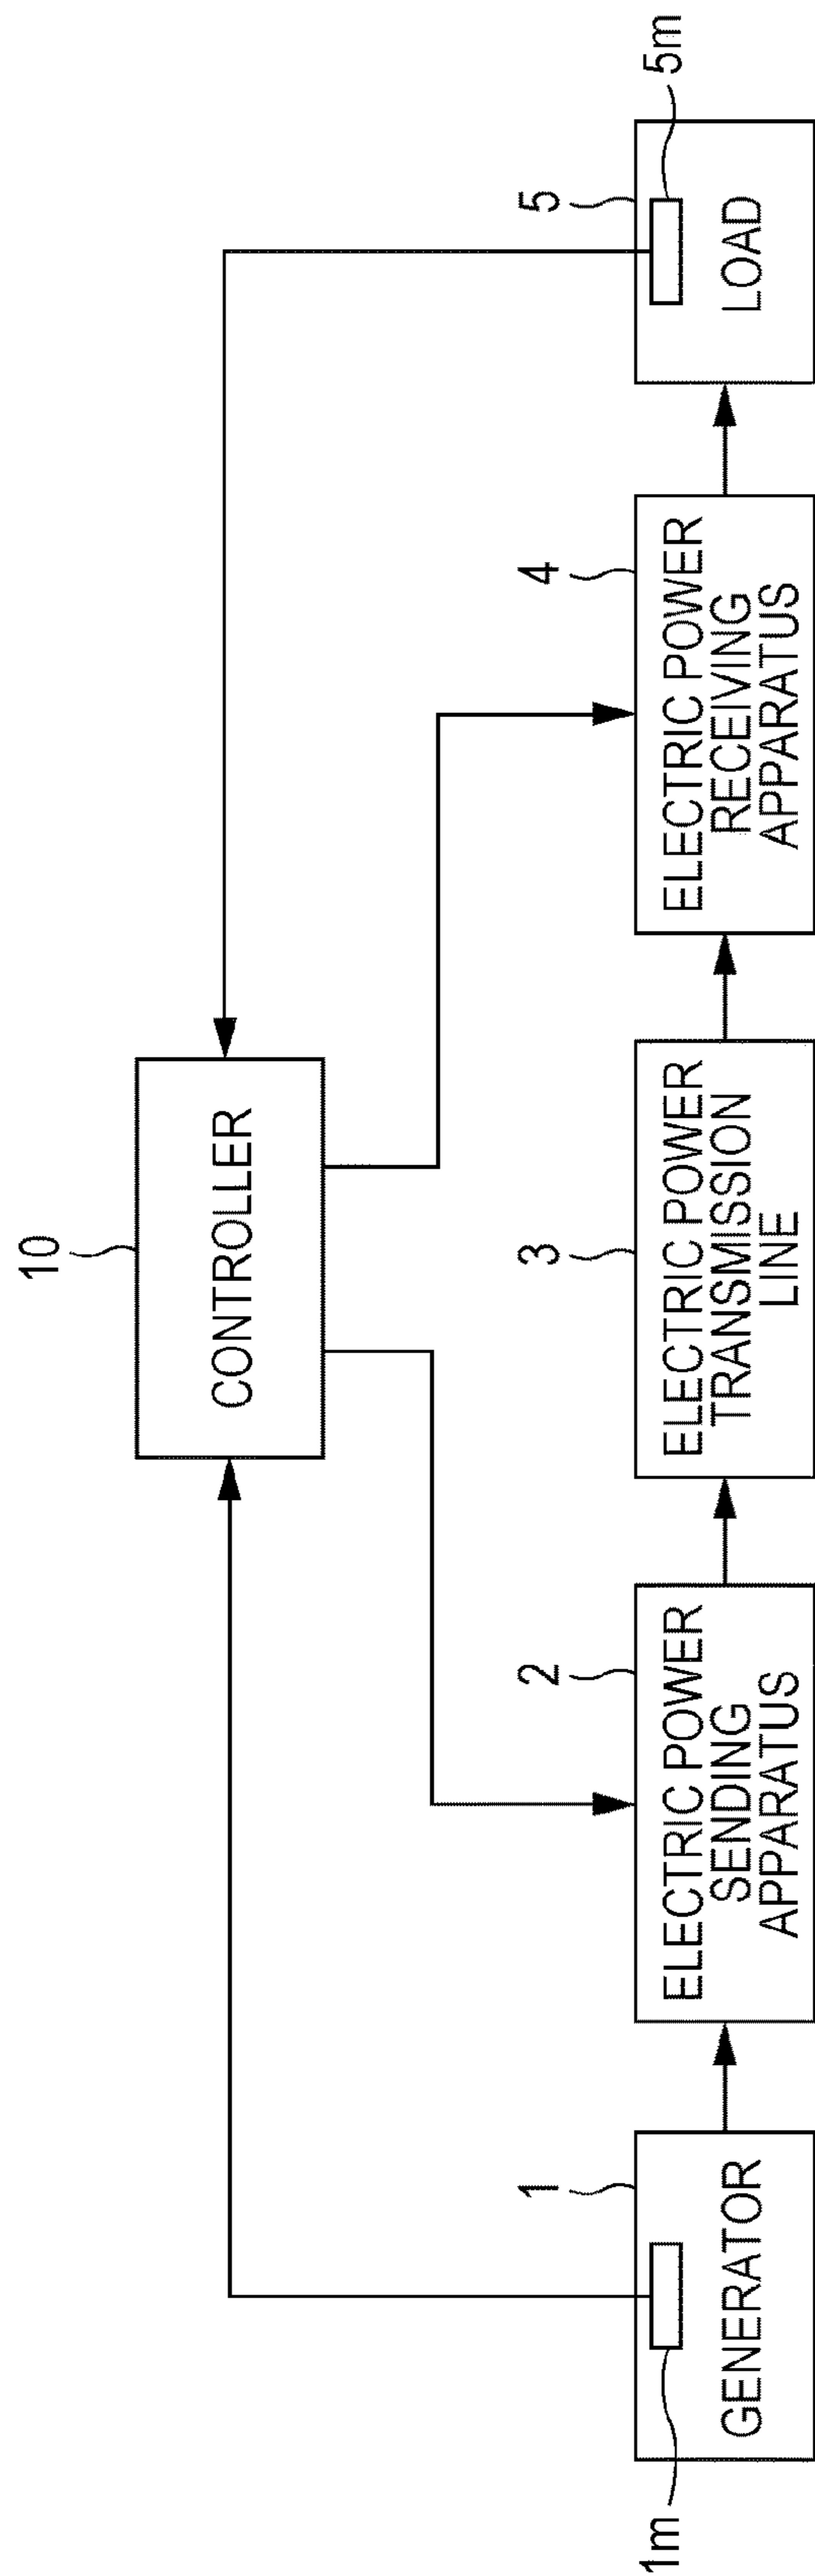 10
CONTROLLER
1
2
3
4
5
1m
5m
GENERATOR
ELECTRIC POWER
SENDING
APPARATUS
ELECTRIC POWER
TRANSMISSION
LINE
ELECTRIC POWER
RECEIVING
APPARATUS
LOAD